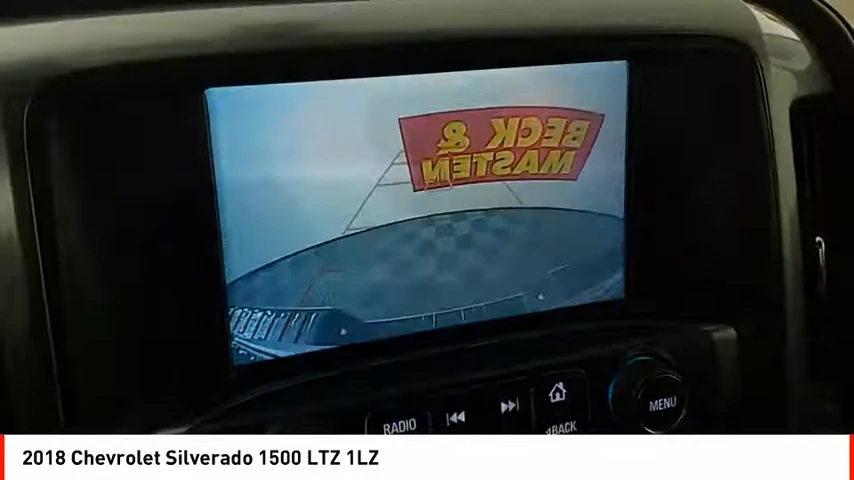 BECK &
MASTEN
RADIO
MENU
BACK
2018 Chevrolet Silverado 1500 LTZ 1LZ